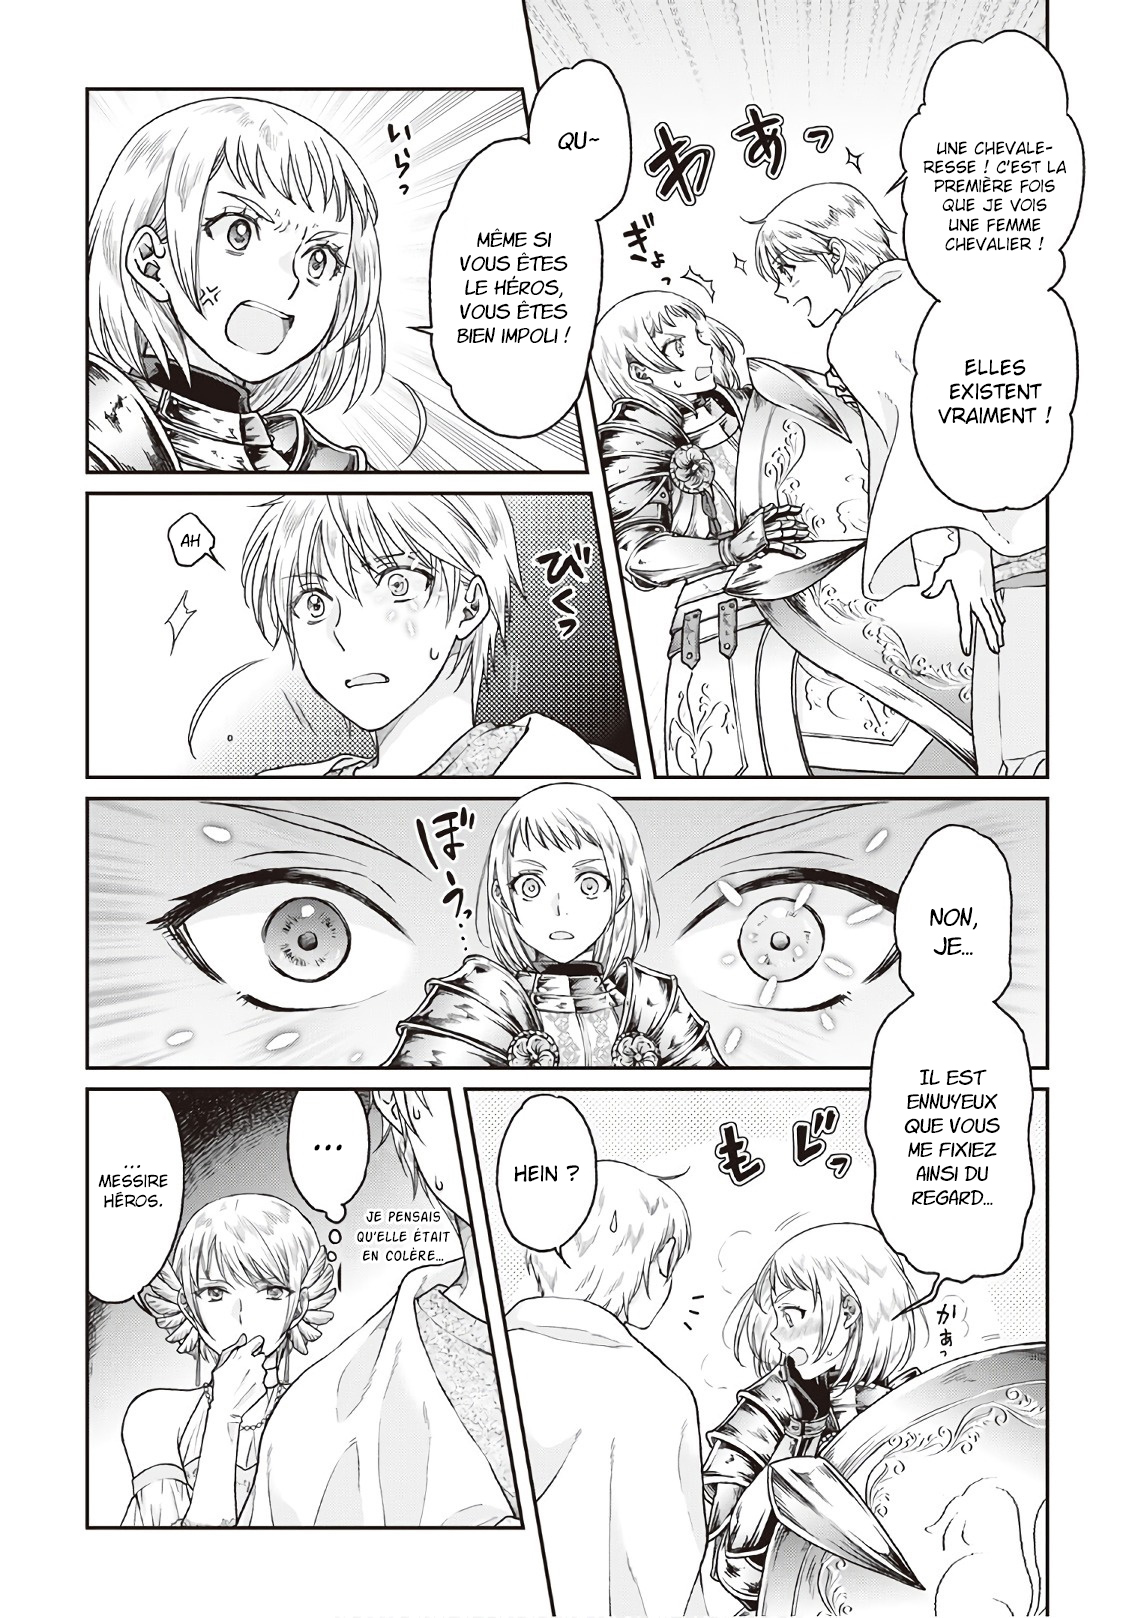 UNE CHEVALE-
RESSE ! C'EST LA
PREMIÈRE FOIS
QUE JE VOIS
UNE FEMME
CHEVALIER !
わあっ
ELLES
EXISTENT
VRAIMENT !
ぎょっ
QU~
MÊME SI
VOUS ÊTES
LE HÉROS,
VOUS ÊTES
BIEN IMPOLI !
いらっ
AH
びくっ
ぼうっ…
NON,
JE...
IL EST
ENNUYEUX
QUE VOUS
ME FIXIEZ
AINSI DU
REGARD...
かあっ
もじっ
HEIN ?
...
JE PENSAIS
QU'ELLE ÉTAIT
EN COLÈRE...
...
MESSIRE
HÉROS.